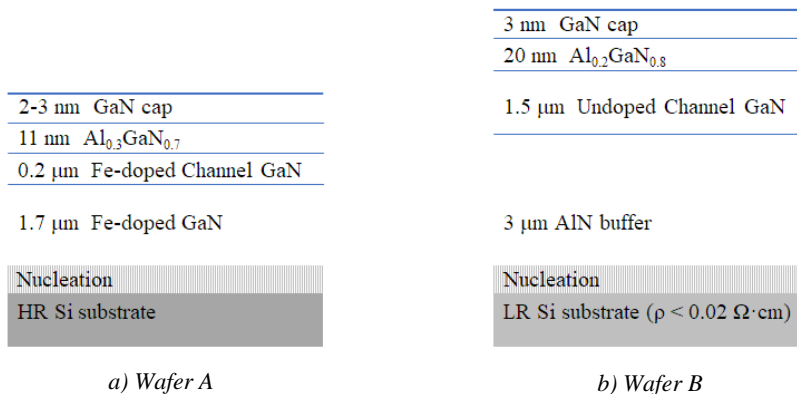 2-3 nm GaN cap
11 nm Al0.3GaN0.7
0.2 μm Fe-doped Channel GaN
1.7 μm Fe-doped GaN
Nucleation
HR Si substrate
a) Wafer A
3 nm GaN cap
20 nm Al0.2GaN0.8
1.5 μm Undoped Channel GaN
3 μm AlN buffer
Nucleation
LR Si substrate (ρ < 0.02 Ω·cm)
b) Wafer B